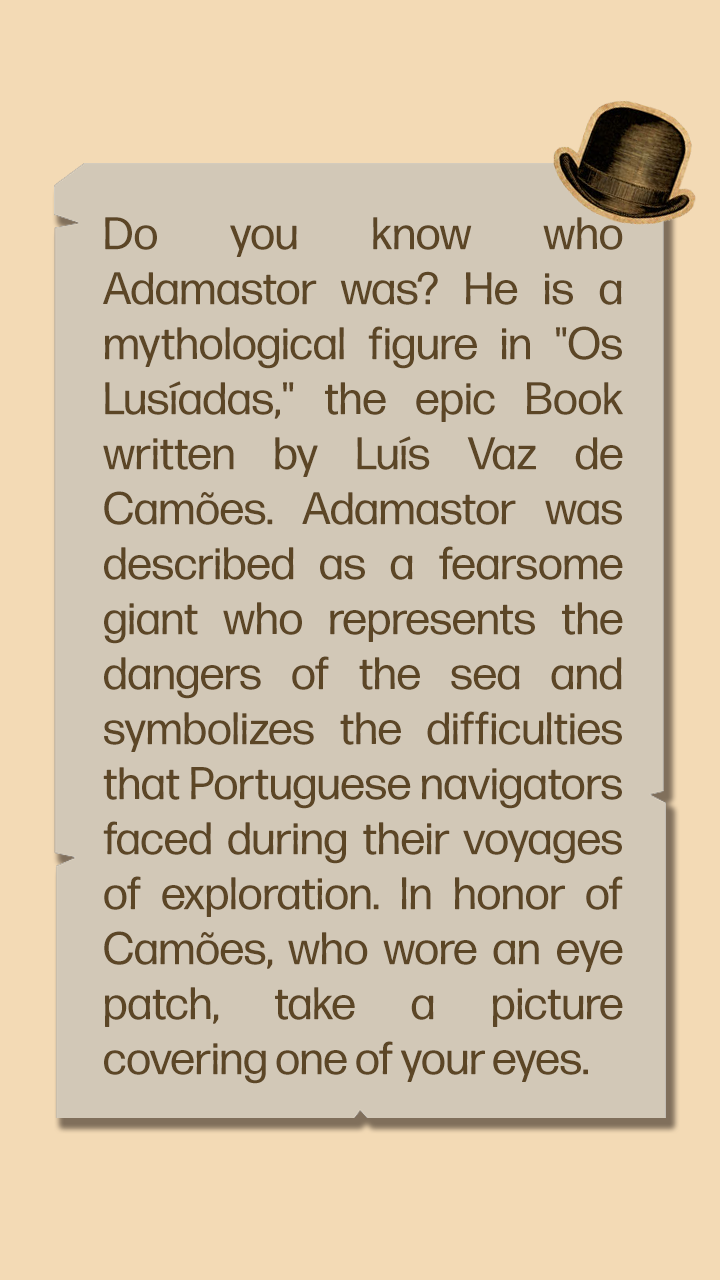 Do you know who
Adamastor was? He is a
mythological figure in "Os
Lusíadas," the epic Book
written by Luís Vaz de
Camões. Adamastor was
described as a fearsome
giant who represents the
dangers of the sea and
symbolizes the difficulties
that Portuguese navigators
faced during their voyages
of exploration. In honor of
Camões, who wore an eye
patch, take a picture
covering one of your eyes.